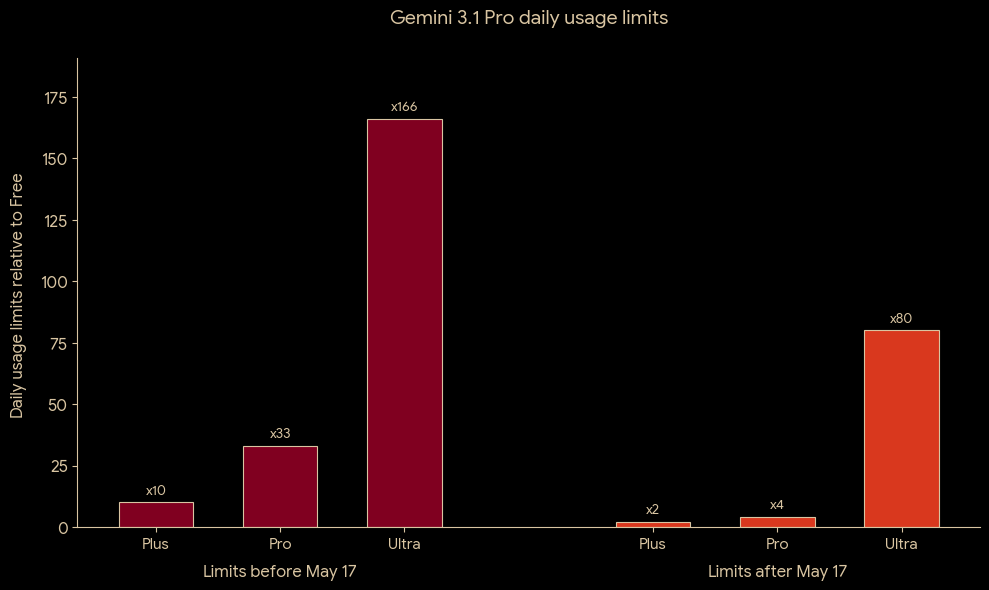 Gemini 3.1 Pro daily usage limits
Daily usage limits relative to Free
175
150
125
100
75
50
25
0
x10
x33
x166
x2
x4
x80
Plus
Pro
Ultra
Plus
Pro
Ultra
Limits before May 17
Limits after May 17